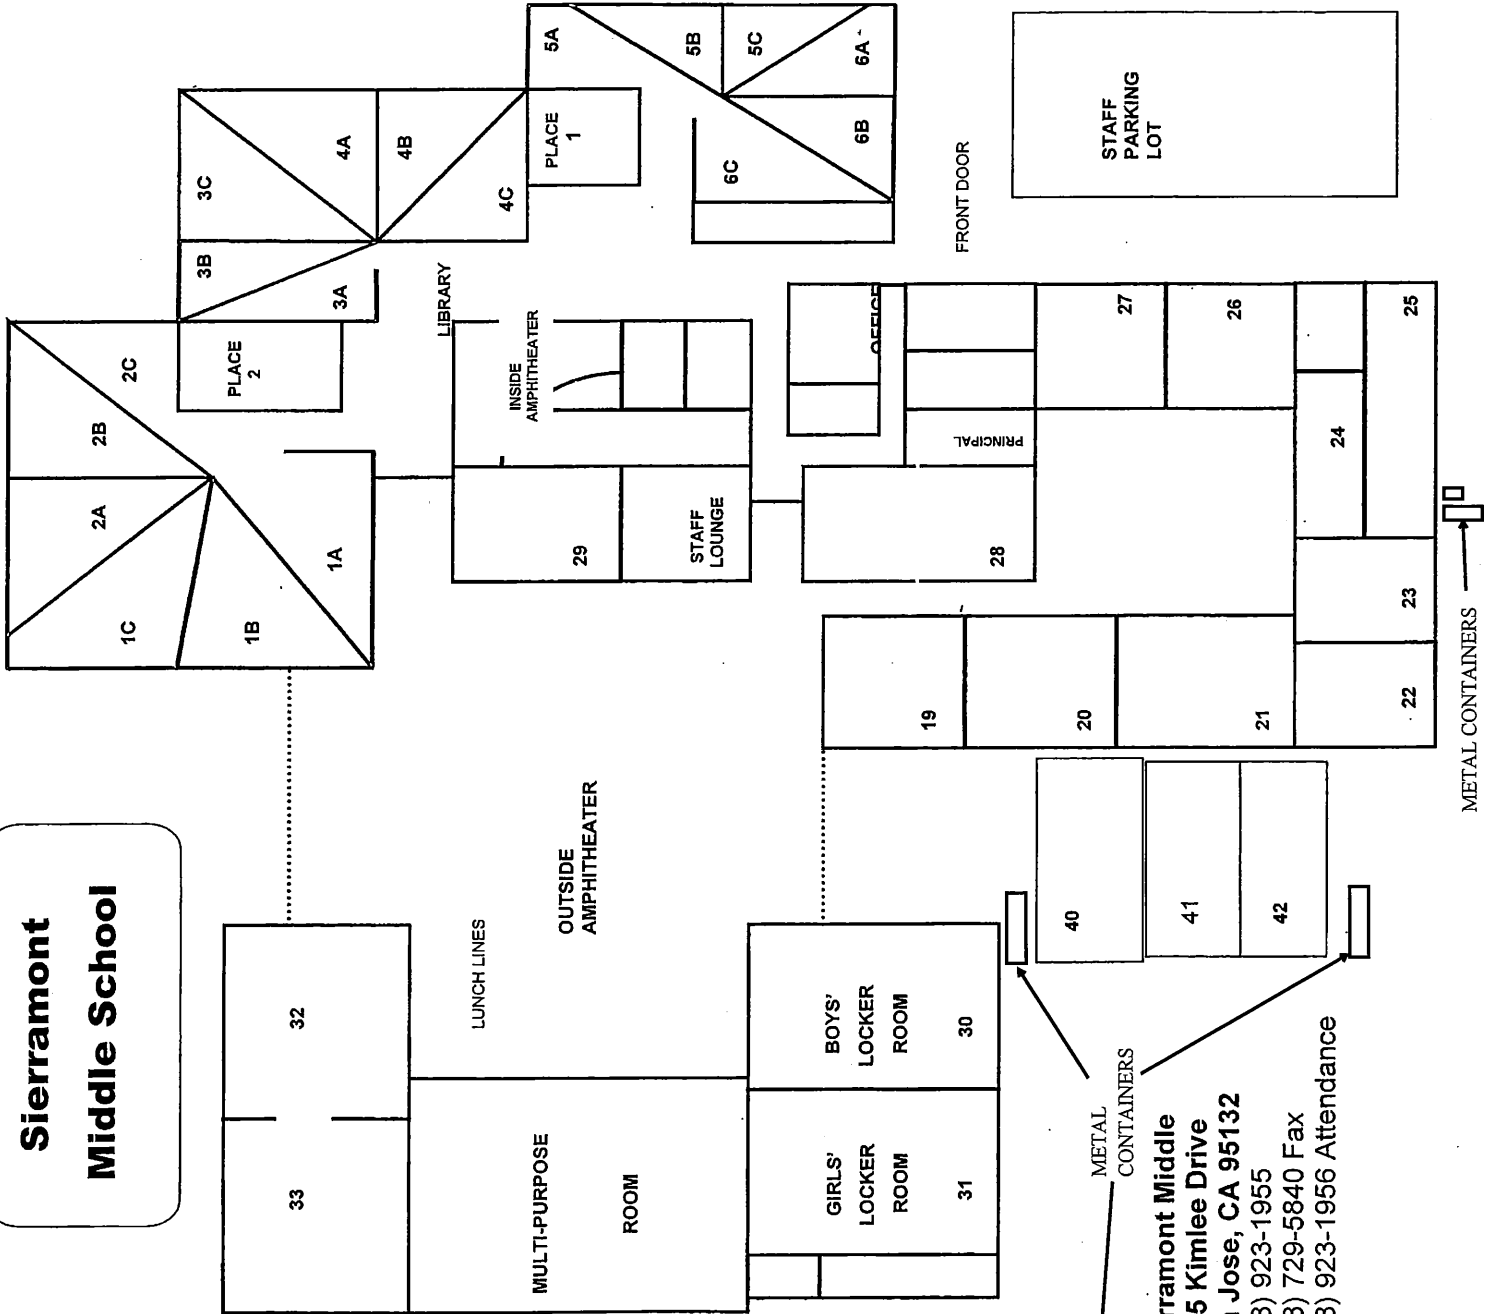 Sierramont
Middle School
33
32
MULTI-PURPOSE
ROOM
LUNCH LINES
OUTSIDE
AMPHITHEATER
GIRLS'
LOCKER
ROOM
31
BOYS'
LOCKER
ROOM
30
1C
1B
1A
2A
2B
2C
PLACE
2
3B
3A
3C
4A
4B
4C
PLACE
1
5A
5B
5C
6A
6B
6C
LIBRARY
INSIDE
AMPHITHEATER
29
STAFF
LOUNGE
OFFICE
PRINCIPAL
28
FRONT DOOR
STAFF
PARKING
LOT
27
26
25
24
23
22
21
20
19
40
41
42
METAL CONTAINERS
METAL
CONTAINERS
rramont Middle
5 Kimlee Drive
Jose, CA 95132
923-1955
729-5840 Fax
923-1956 Attendance